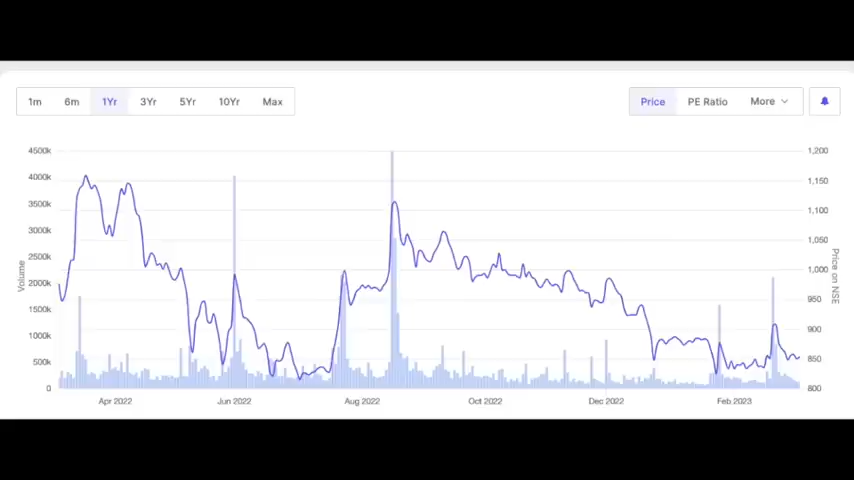 1m 6m 1Yr 3Yr 5Yr 10Yr Max Price PE Ratio More
4500k 1,200
4000k 1,150
3500k 1,100
3000k 1,050
2500k
2000k 1,000
1500k 950
1000k 900
500k 850
0 800
Volume
Price on NSE
Apr 2022 Jun 2022 Aug 2022 Oct 2022 Dec 2022 Feb 2023